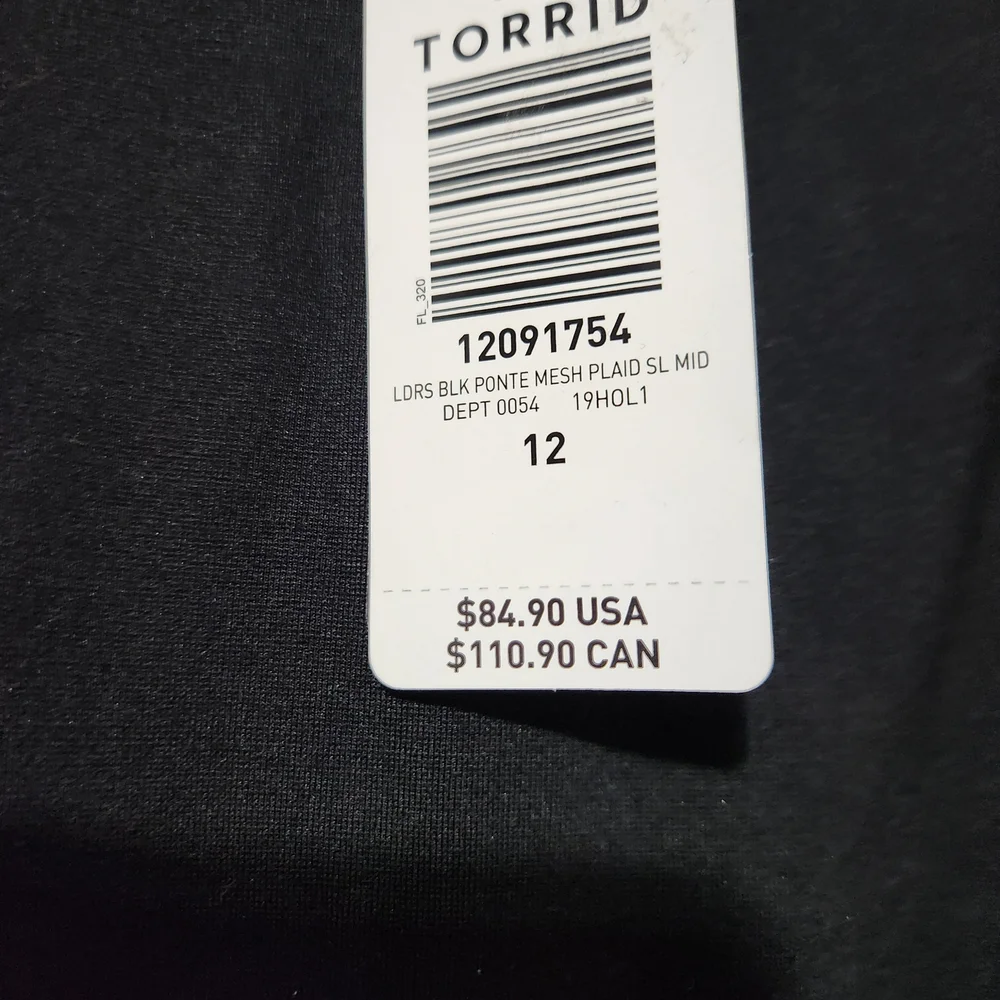 TORRID
FL_320
12091754
LDRS BLK PONTE MESH PLAID SL MID
DEPT 0054 19HOL1
12
$84.90 USA
$110.90 CAN